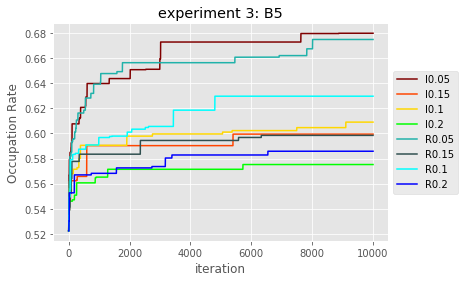 experiment 3: B5
Occupation Rate
0.68
0.66
0.64
0.62
0.60
0.58
0.56
0.54
0.52
0
2000
4000
6000
8000
10000
iteration
I0.05
I0.15
I0.1
I0.2
R0.05
R0.15
R0.1
R0.2